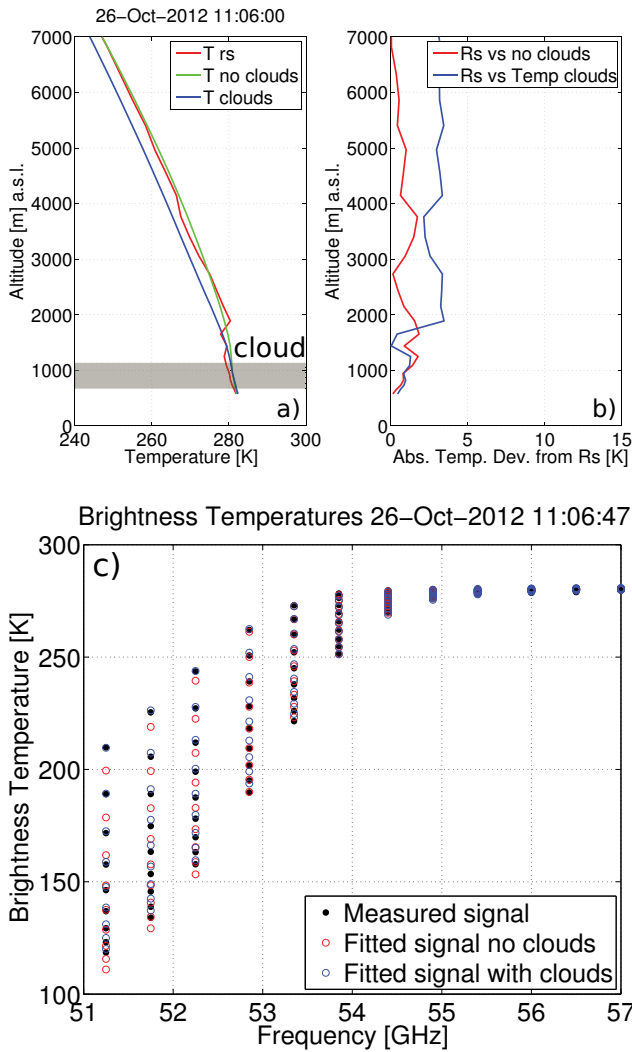 26−Oct−2012 11:06:00
7000
6000
5000
4000
3000
2000
1000
0
Altitude [m] a.s.l.
T rs
T no clouds
T clouds
cloud
a)
240 260 280 300
Temperature [K]
7000
6000
5000
4000
3000
2000
1000
0
Altitude [m] a.s.l.
Rs vs no clouds
Rs vs Temp clouds
b)
0 5 10 15
Abs. Temp. Dev. from Rs [K]
Brightness Temperatures 26−Oct−2012 11:06:47
c)
300
250
200
150
100
Brightness Temperature [K]
Measured signal
Fitted signal no clouds
Fitted signal with clouds
51 52 53 54 55 56 57
Frequency [GHz]